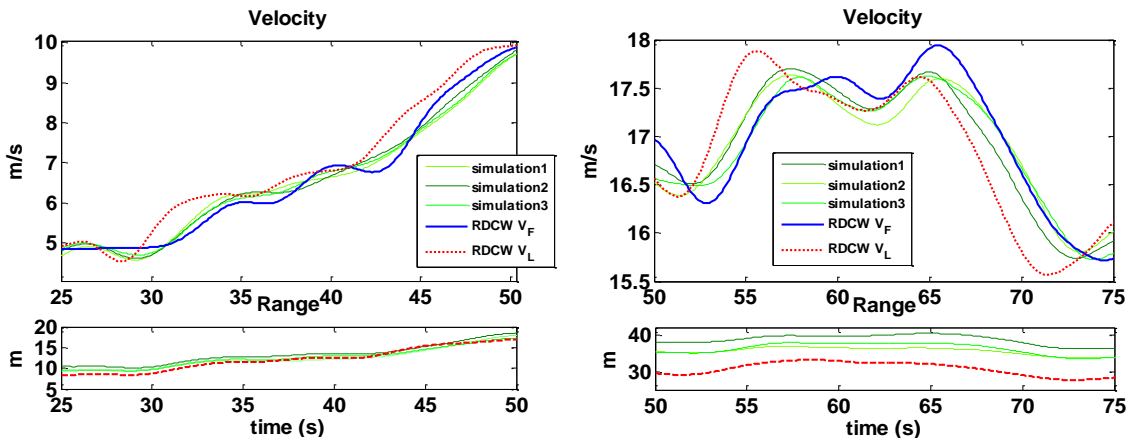 Velocity
10
9
8
7
6
5
m/s
simulation1
simulation2
simulation3
RDCW V_F
RDCW V_L
25 30 35 40 45 50
Range
20
15
10
5
m
25 30 35 40 45 50
time (s)
Velocity
18
17.5
17
16.5
16
15.5
m/s
simulation1
simulation2
simulation3
RDCW V_F
RDCW V_L
50 55 60 65 70 75
Range
40
30
m
50 55 60 65 70 75
time (s)